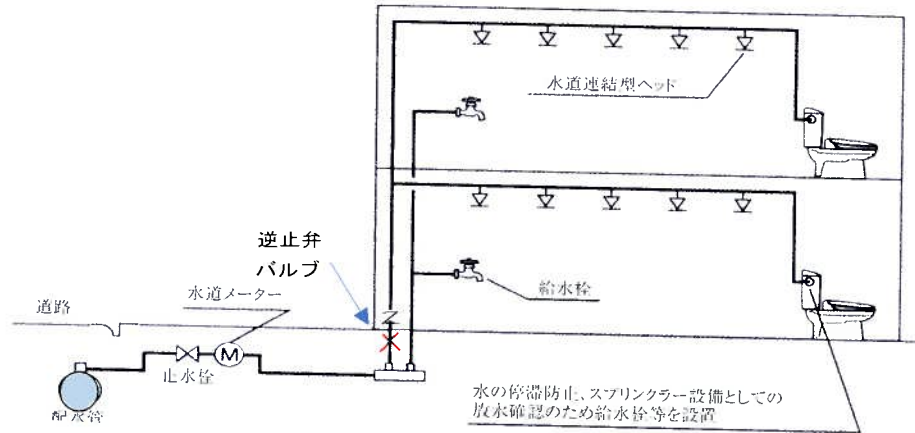 水道連結型ヘッド
逆止弁
バルブ
水道メーター
給水栓
道路
M
止水栓
配水管
水の停滞防止、スプリンクラー設備としての
放水確認のため給水栓等を設置